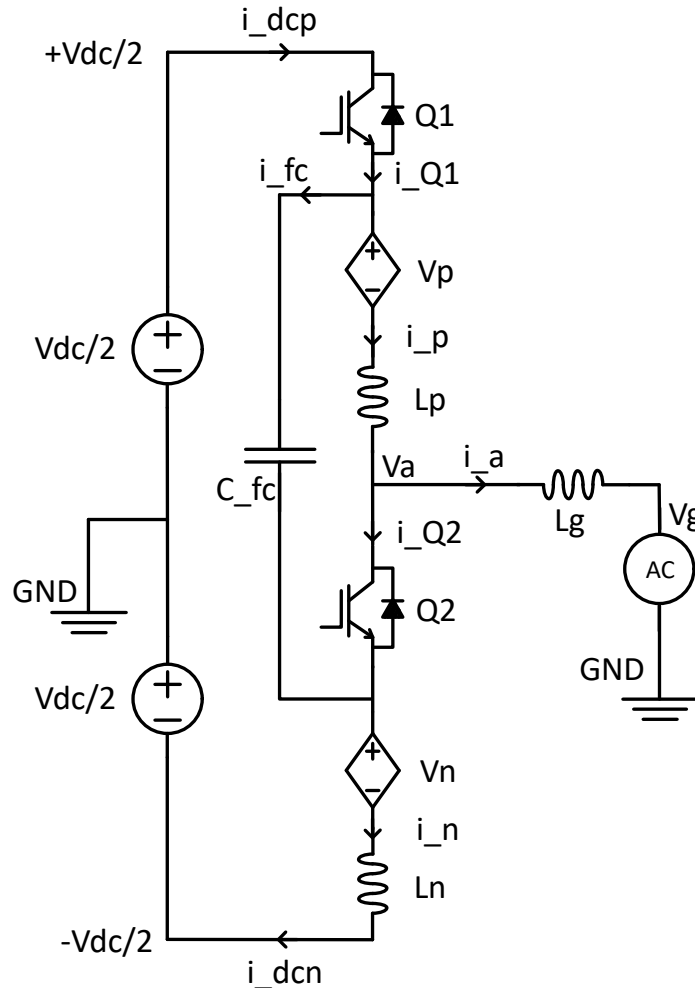 i_dcp
+Vdc/2
Q1
i_fc
i_Q1
Vp
i_p
Vdc/2
Lp
Va
i_a
C_fc
Lg
Vg
i_Q2
AC
GND
Q2
GND
Vdc/2
Vn
i_n
Ln
-Vdc/2
i_dcn